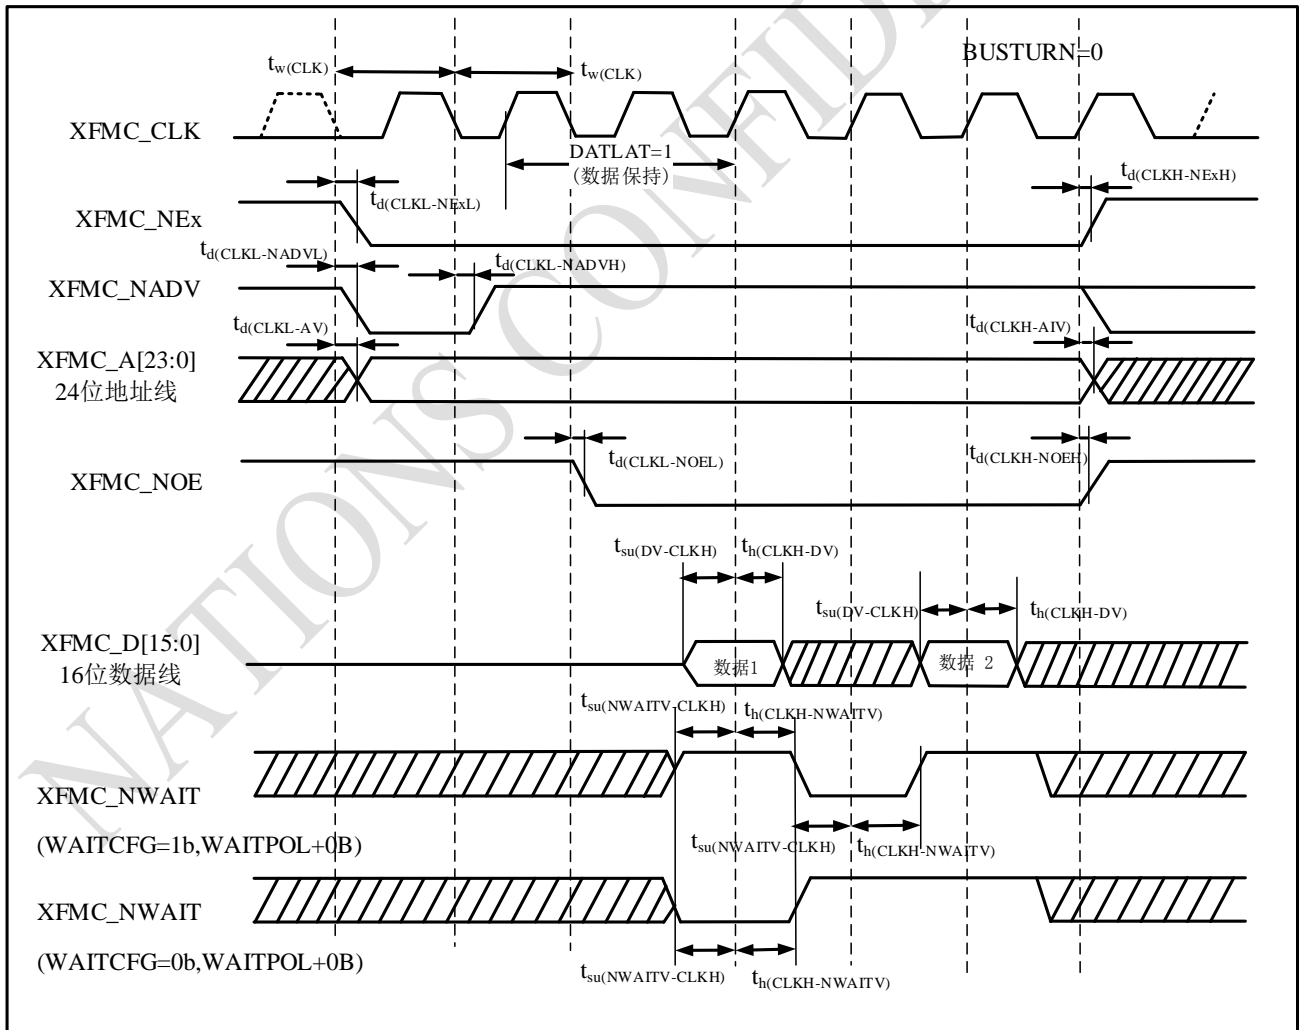 BUSTURN=0
tw(CLK)
tw(CLK)
XFMC_CLK
DATLAT=1
(数据保持)
td(CLKL-NExL)
td(CLKH-NExH)
XFMC_NEx
td(CLKL-NADVL)
td(CLKL-NADVH)
XFMC_NADV
td(CLKL-AV)
td(CLKH-AIV)
XFMC_A[23:0]
24位地址线
td(CLKL-NOEL)
td(CLKH-NOEH)
XFMC_NOE
tsu(DV-CLKH)
th(CLKH-DV)
tsu(DV-CLKH)
th(CLKH-DV)
XFMC_D[15:0]
16位数据线
数据1
数据 2
tsu(NWAITV-CLKH)
th(CLKH-NWAITV)
XFMC_NWAIT
(WAITCFG=1b,WAITPOL+0B)
tsu(NWAITV-CLKH)
th(CLKH-NWAITV)
XFMC_NWAIT
(WAITCFG=0b,WAITPOL+0B)
tsu(NWAITV-CLKH)
th(CLKH-NWAITV)
NATIONS CONFID